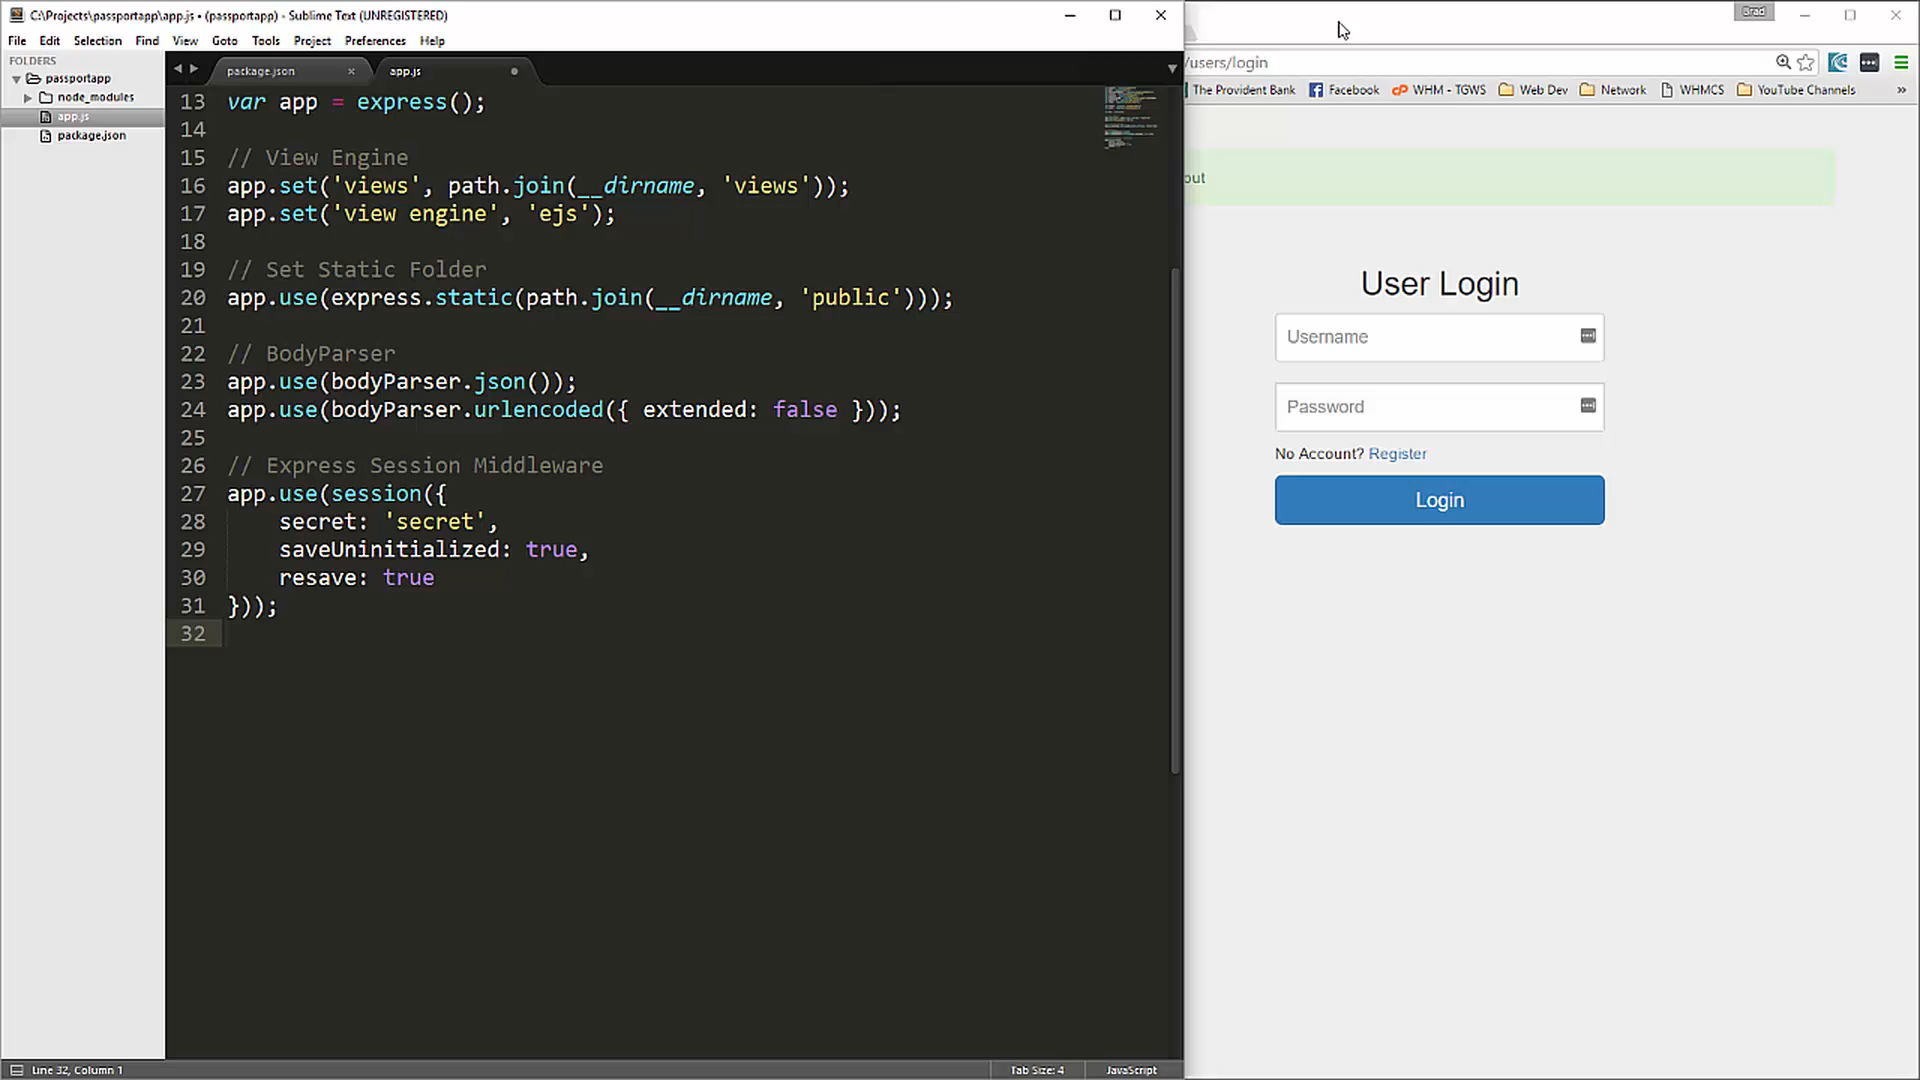 C:\Projects\passportapp\app.js • (passportapp) - Sublime Text (UNREGISTERED)
File Edit Selection Find View Goto Tools Project Preferences Help
FOLDERS
passportapp
node_modules
app.js
package.json
package.json × app.js
13 var app = express();
14
15 // View Engine
16 app.set('views', path.join(__dirname, 'views'));
17 app.set('view engine', 'ejs');
18
19 // Set Static Folder
20 app.use(express.static(path.join(__dirname, 'public')));
21
22 // BodyParser
23 app.use(bodyParser.json());
24 app.use(bodyParser.urlencoded({ extended: false }));
25
26 // Express Session Middleware
27 app.use(session({
28 secret: 'secret',
29 saveUninitialized: true,
30 resave: true
31 }));
32
Line 32, Column 1
Tab Size: 4
JavaScript
Brad
/users/login
The Provident Bank Facebook WHM - TGWS Web Dev Network WHMCS YouTube Channels »
out
User Login
Username
Password
No Account? Register
Login